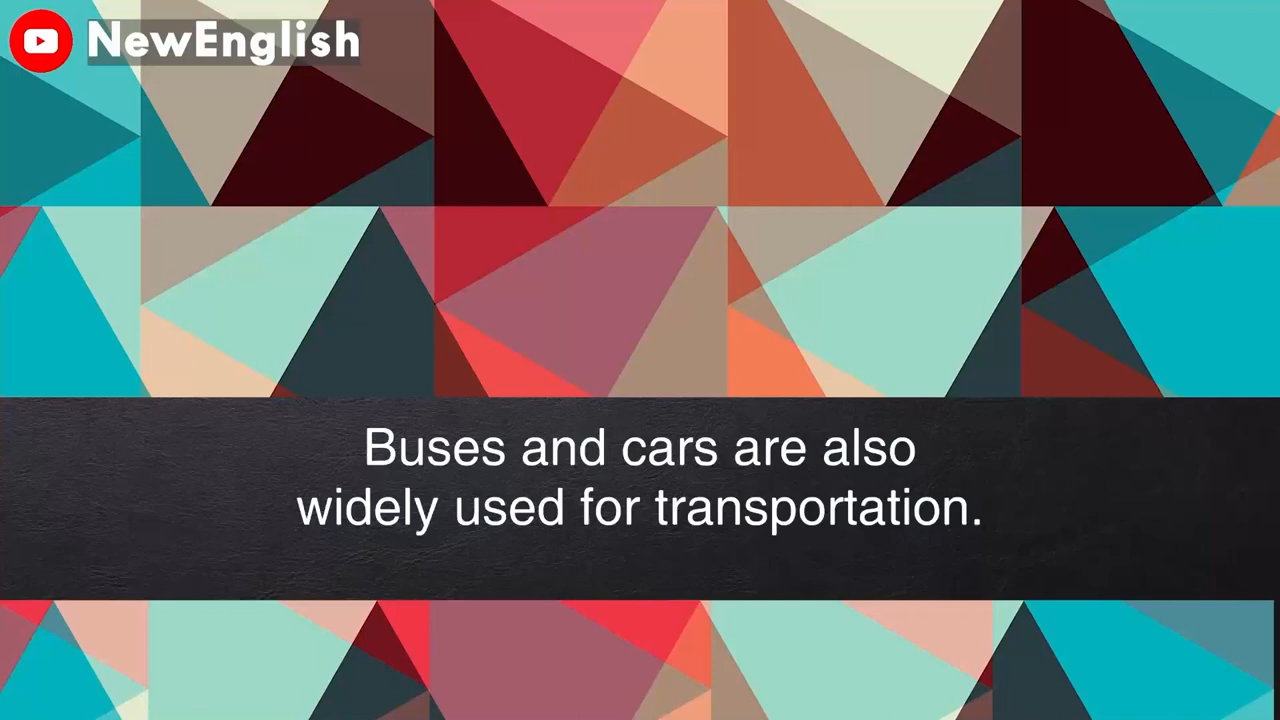 NewEnglish
Buses and cars are also
widely used for transportation.